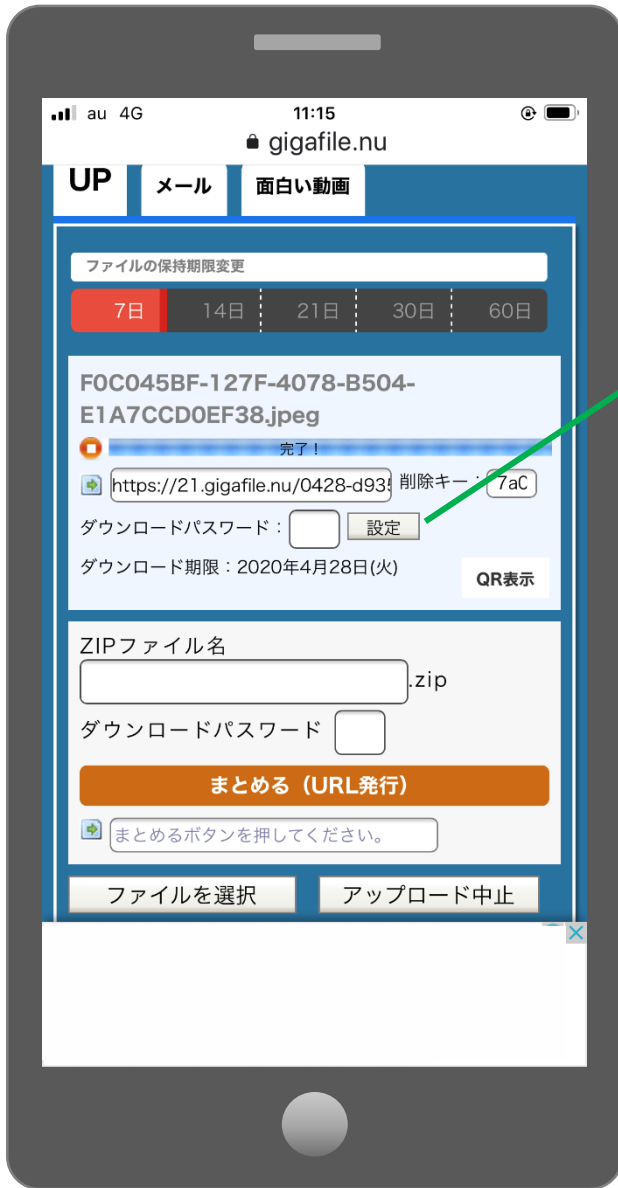 au 4G 11:15
gigafile.nu
UP メール 面白い動画
ファイルの保持期限変更
7日 14日 21日 30日 60日
F0C045BF-127F-4078-B504-
E1A7CCD0EF38.jpeg
完了！
https://21.gigafile.nu/0428-d935 削除キー：7aC
ダウンロードパスワード： 設定
ダウンロード期限：2020年4月28日(火) QR表示
ZIPファイル名
.zip
ダウンロードパスワード
まとめる（URL発行）
まとめるボタンを押してください。
ファイルを選択 アップロード中止